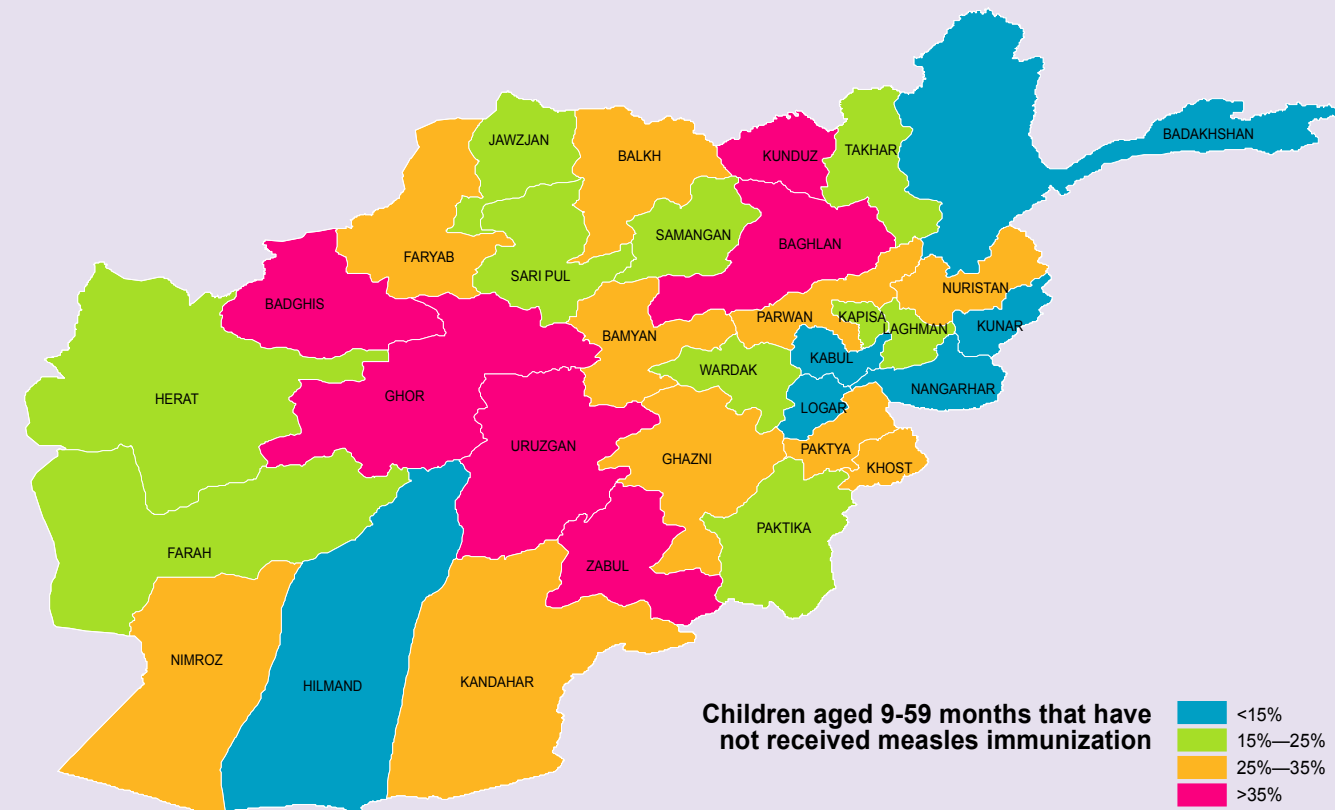 BADAKHSHAN
JAWZJAN
BALKH
KUNDUZ
TAKHAR
SAMANGAN
BAGHLAN
FARYAB
SARI PUL
NURISTAN
BADGHIS
PARWAN
KAPISA
KUNAR
LAGHMAN
BAMYAN
KABUL
WARDAK
NANGARHAR
HERAT
GHOR
LOGAR
URUZGAN
GHAZNI
PAKTYA
KHOST
PAKTIKA
FARAH
ZABUL
NIMROZ
HILMAND
KANDAHAR
Children aged 9-59 months that have
not received measles immunization
<15%
15%—25%
25%—35%
>35%